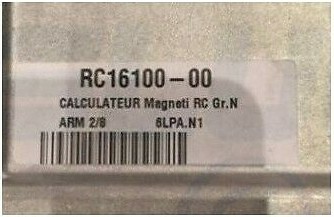 RC16100-00
CALCULATEUR Magneti RC Gr.N
ARM 2/8 6LPA.N1